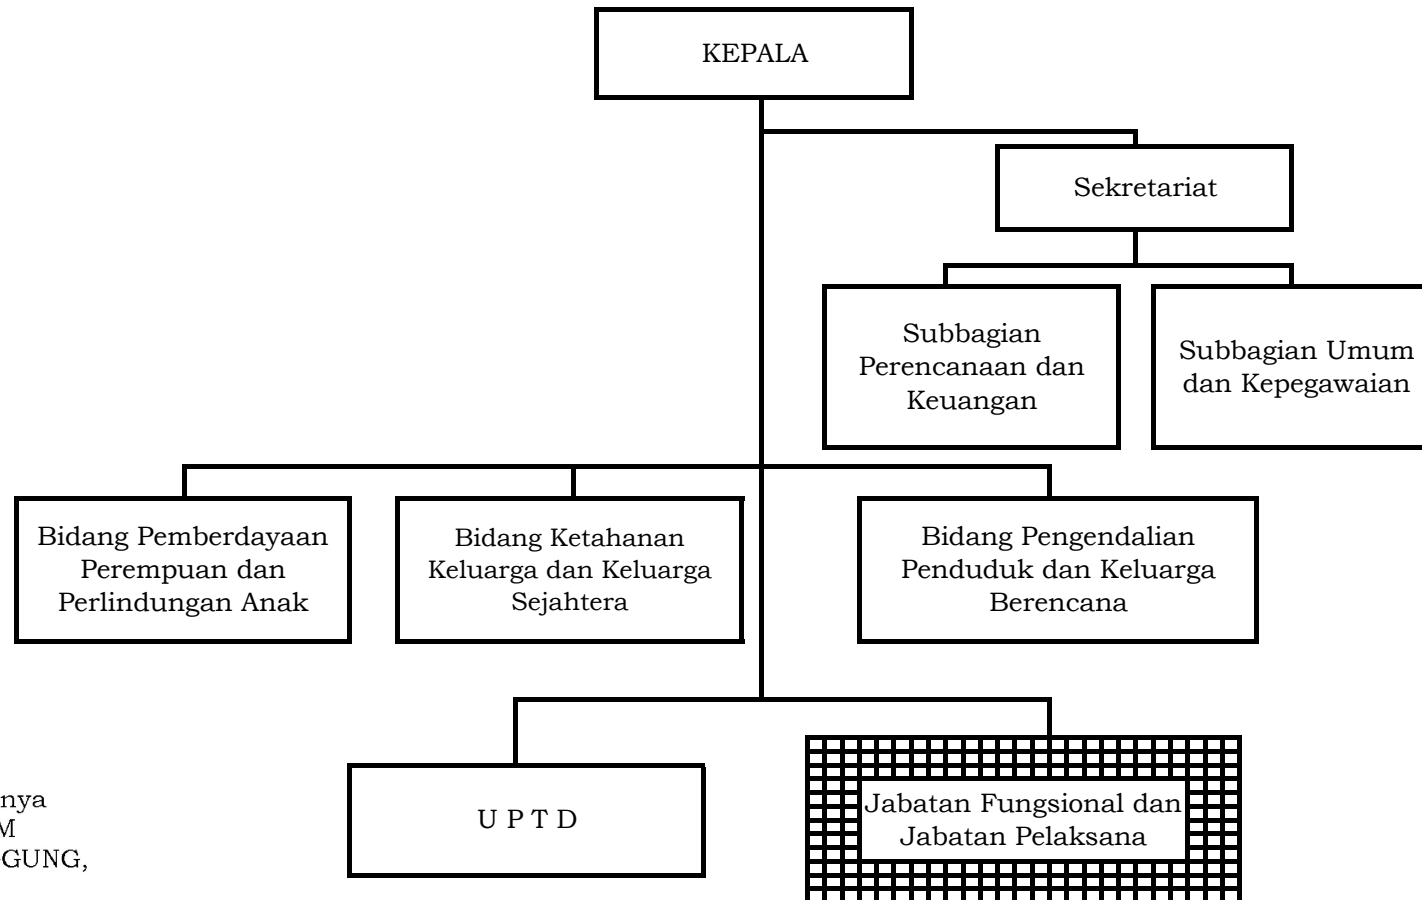 KEPALA
Sekretariat
Subbagian
Perencanaan dan
Keuangan
Subbagian Umum
dan Kepegawaian
Bidang Pemberdayaan
Perempuan dan
Perlindungan Anak
Bidang Ketahanan
Keluarga dan Keluarga
Sejahtera
Bidang Pengendalian
Penduduk dan Keluarga
Berencana
U P T D
Jabatan Fungsional dan
Jabatan Pelaksana
nya
M
GUNG,